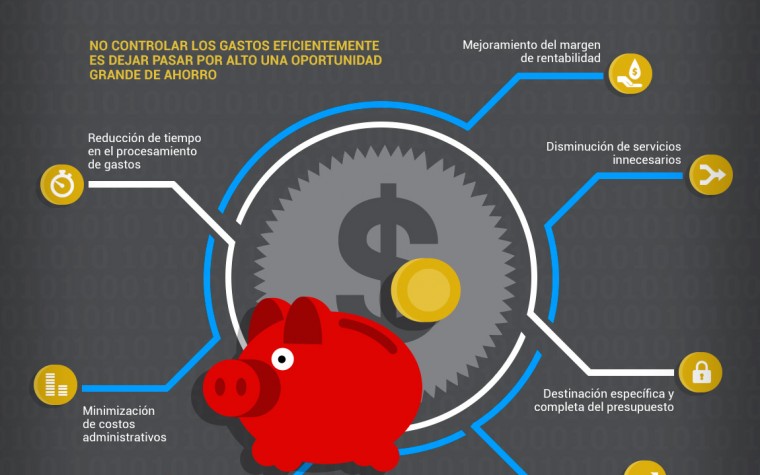 NO CONTROLAR LOS GASTOS EFICIENTEMENTE
ES DEJAR PASAR POR ALTO UNA OPORTUNIDAD
GRANDE DE AHORRO
Mejoramiento del margen
de rentabilidad
Reducción de tiempo
en el procesamiento
de gastos
Disminución de servicios
innecesarios
$
Minimización
de costos
administrativos
Destinación específica y
completa del presupuesto